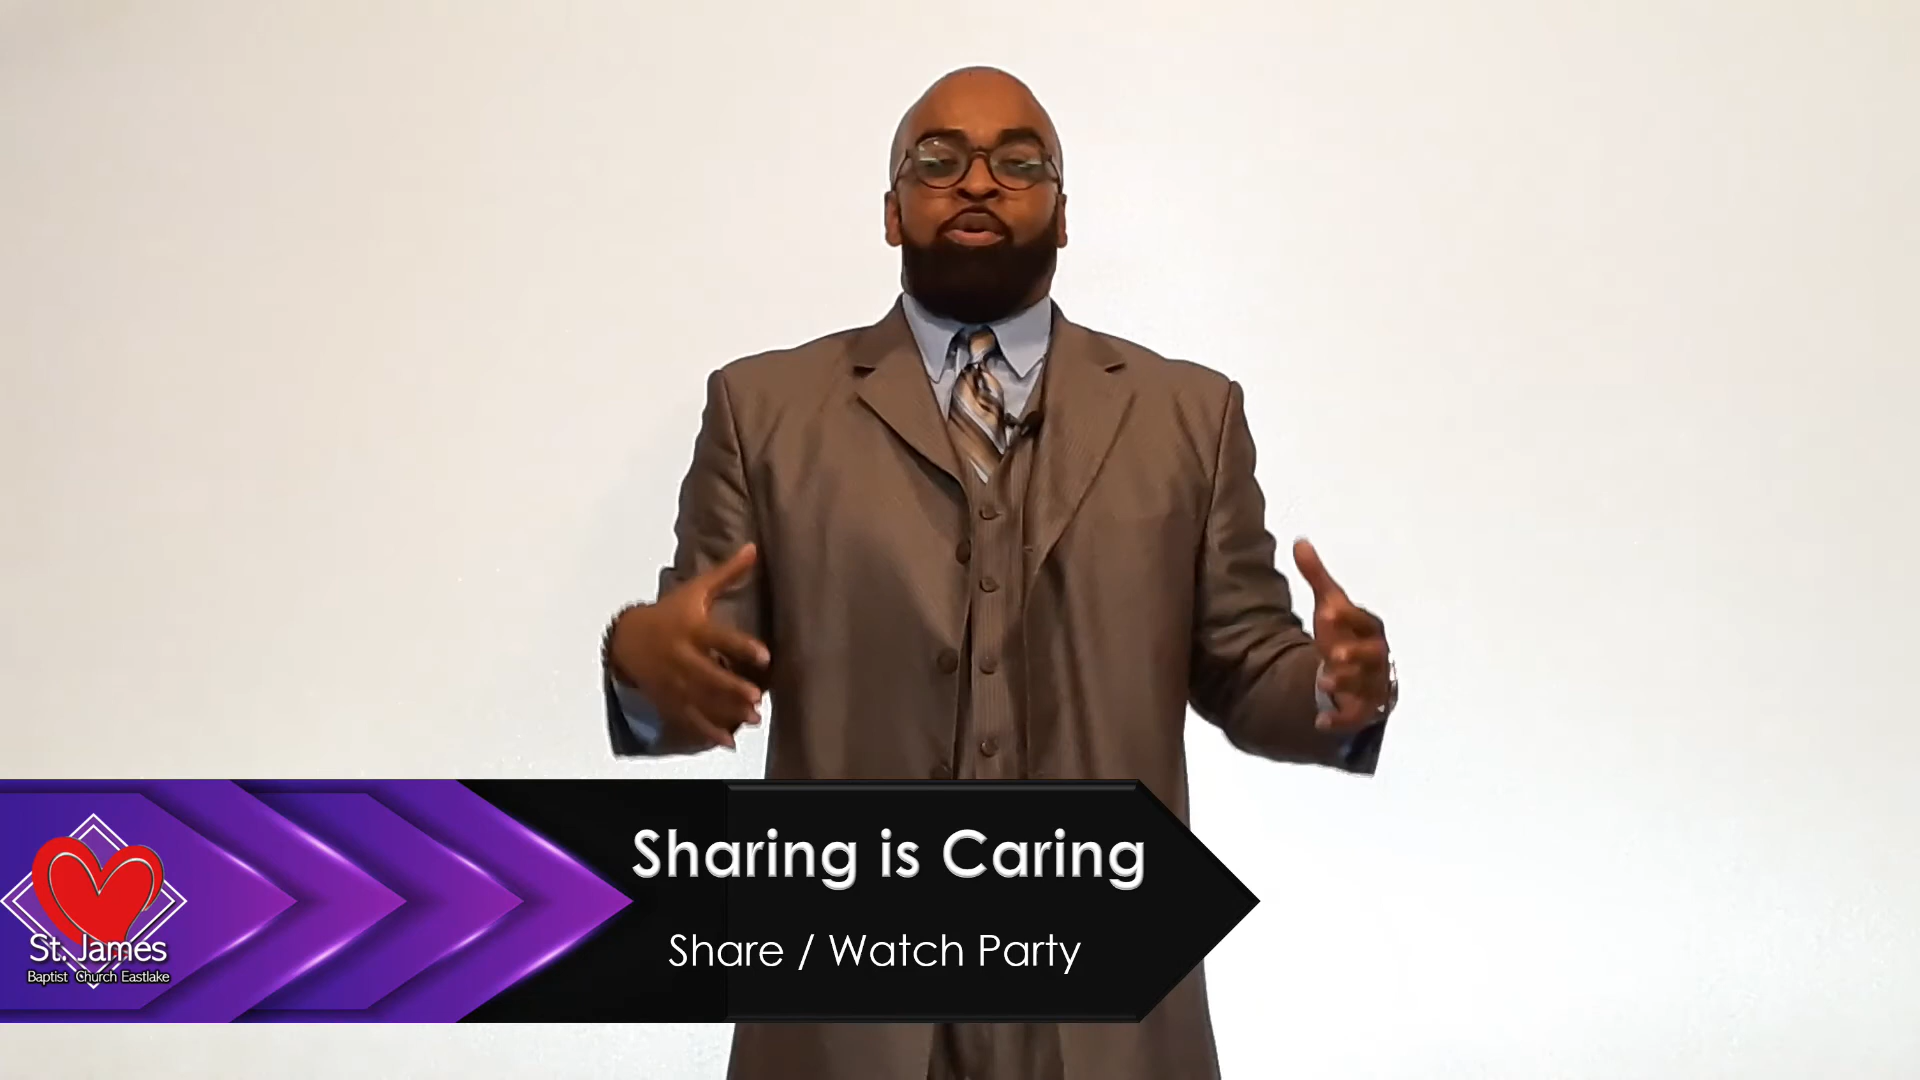 Sharing is Caring
Share / Watch Party
St. James
Baptist Church Eastlake